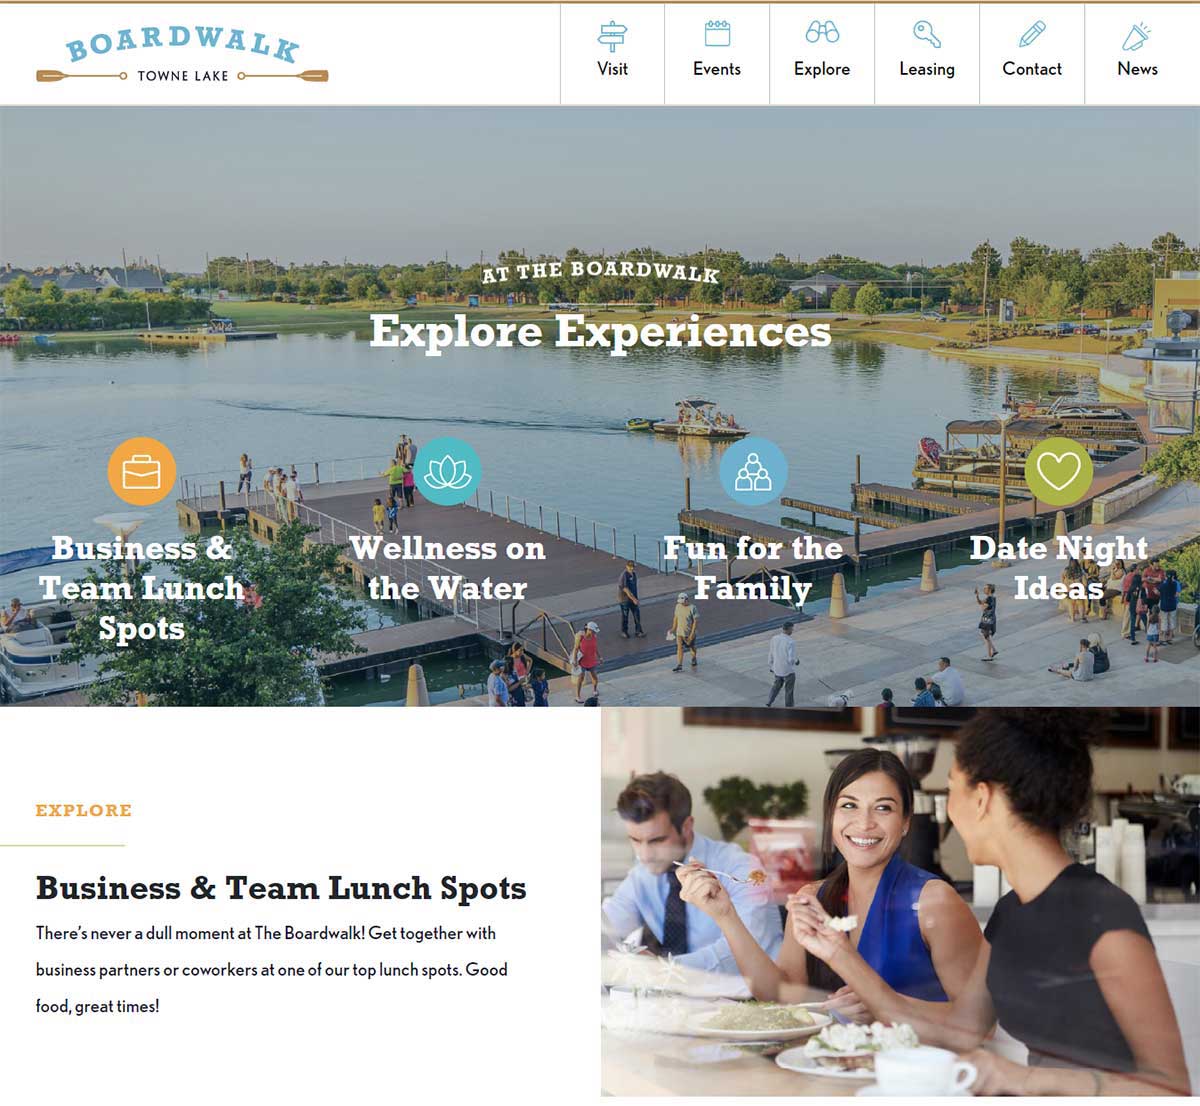 BOARDWALK
TOWNE LAKE
Visit
Events
Explore
Leasing
Contact
News
AT THE BOARDWALK
Explore Experiences
Business &
Team Lunch
Spots
Wellness on
the Water
Fun for the
Family
Date Night
Ideas
EXPLORE
Business & Team Lunch Spots
There's never a dull moment at The Boardwalk! Get together with
business partners or coworkers at one of our top lunch spots. Good
food, great times!